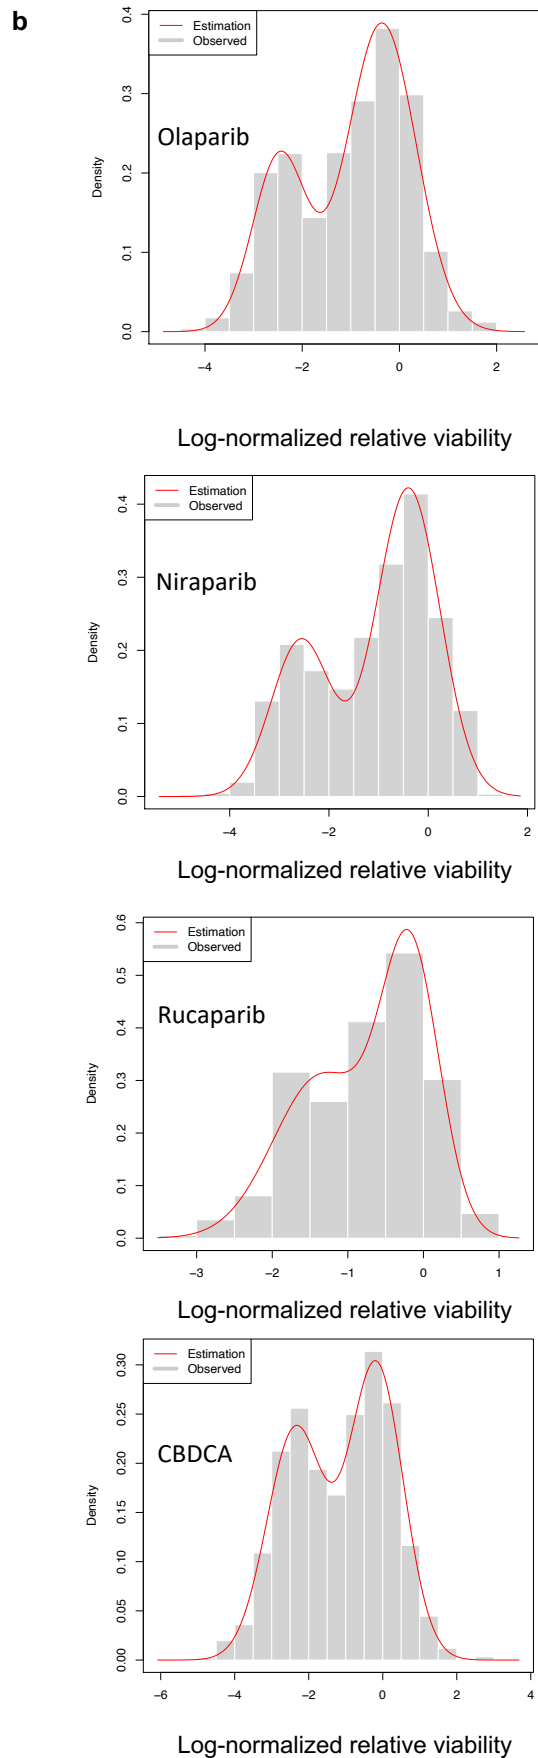 b
Estimation
Observed
Olaparib
Density
0.0
0.1
0.2
0.3
0.4
−4
−2
0
2
Log-normalized relative viability
Estimation
Observed
Niraparib
Density
0.0
0.1
0.2
0.3
0.4
−4
−2
0
2
Log-normalized relative viability
Estimation
Observed
Rucaparib
Density
0.0
0.1
0.2
0.3
0.4
0.5
0.6
−3
−2
−1
0
1
Log-normalized relative viability
Estimation
Observed
CBDCA
Density
0.00
0.05
0.10
0.15
0.20
0.25
0.30
−6
−4
−2
0
2
4
Log-normalized relative viability